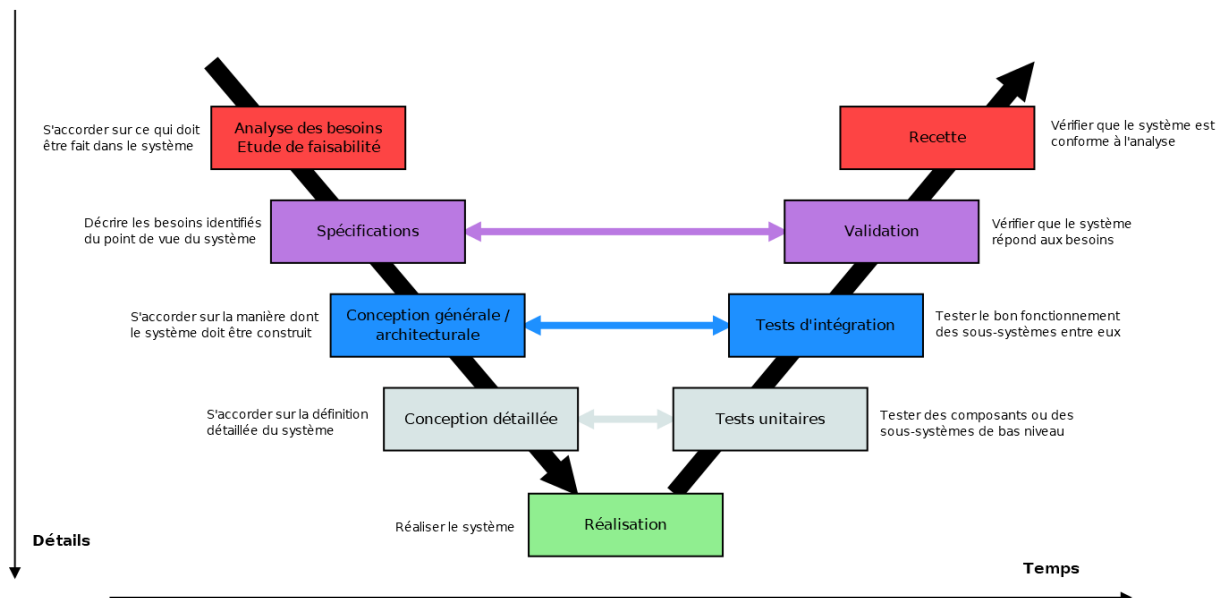 S'accorder sur ce qui doit
être fait dans le système
Analyse des besoins
Etude de faisabilité
Recette
Vérifier que le système est
conforme à l'analyse
Décrire les besoins identifiés
du point de vue du système
Spécifications
Validation
Vérifier que le système
répond aux besoins
S'accorder sur la manière dont
le système doit être construit
Conception générale /
architecturale
Tests d'intégration
Tester le bon fonctionnement
des sous-systèmes entre eux
S'accorder sur la définition
détaillée du système
Conception détaillée
Tests unitaires
Tester des composants ou des
sous-systèmes de bas niveau
Réaliser le système
Réalisation
Détails
Temps